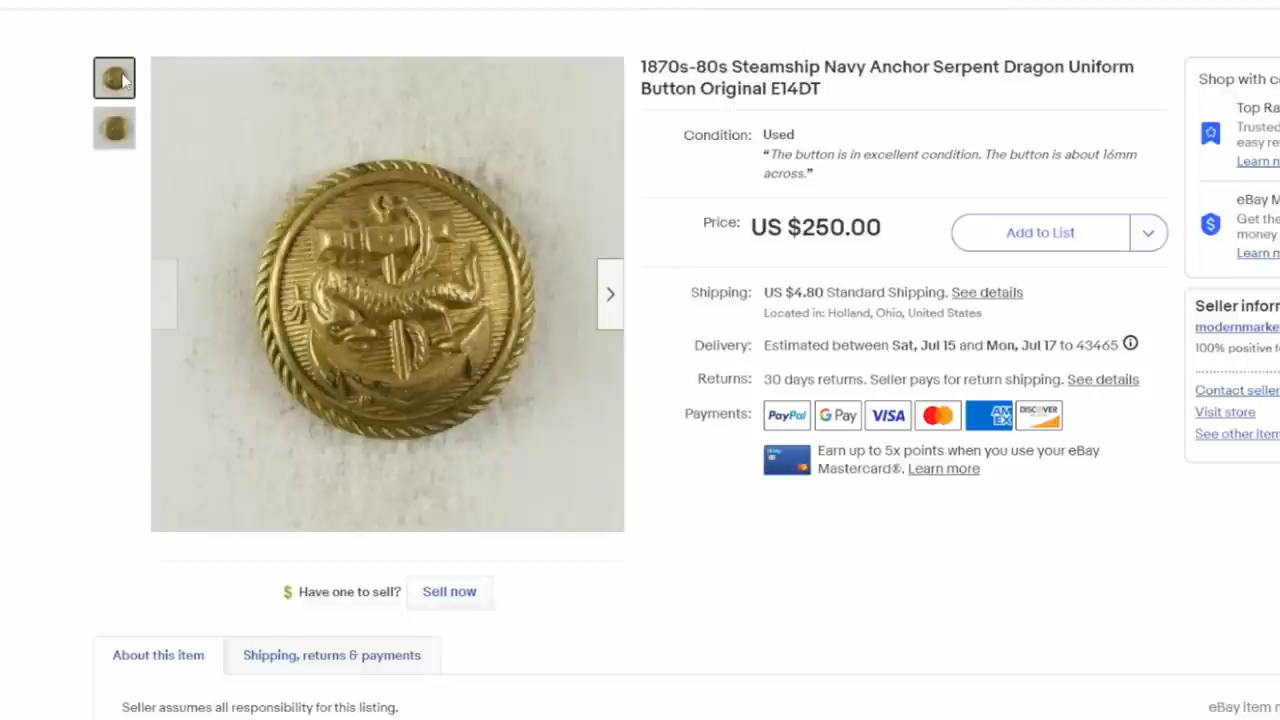 1870s-80s Steamship Navy Anchor Serpent Dragon Uniform
Button Original E14DT
Condition: Used
“The button is in excellent condition. The button is about 16mm
across.”
Price: US $250.00
Add to List
Shipping: US $4.80 Standard Shipping. See details
Located in: Holland, Ohio, United States
Delivery: Estimated between Sat, Jul 15 and Mon, Jul 17 to 43465
Returns: 30 days returns. Seller pays for return shipping. See details
Payments: PayPal G Pay VISA AM EX DISCOVER
Earn up to 5x points when you use your eBay
Mastercard®. Learn more
Shop with c
Top Ra
Trusted
easy re
Learn
eBay M
Get the
money
Learn
Seller infor
modernmarke
100% positive f
Contact seller
Visit store
See other item
$ Have one to sell? Sell now
About this item
Shipping, returns & payments
Seller assumes all responsibility for this listing.
eBay item